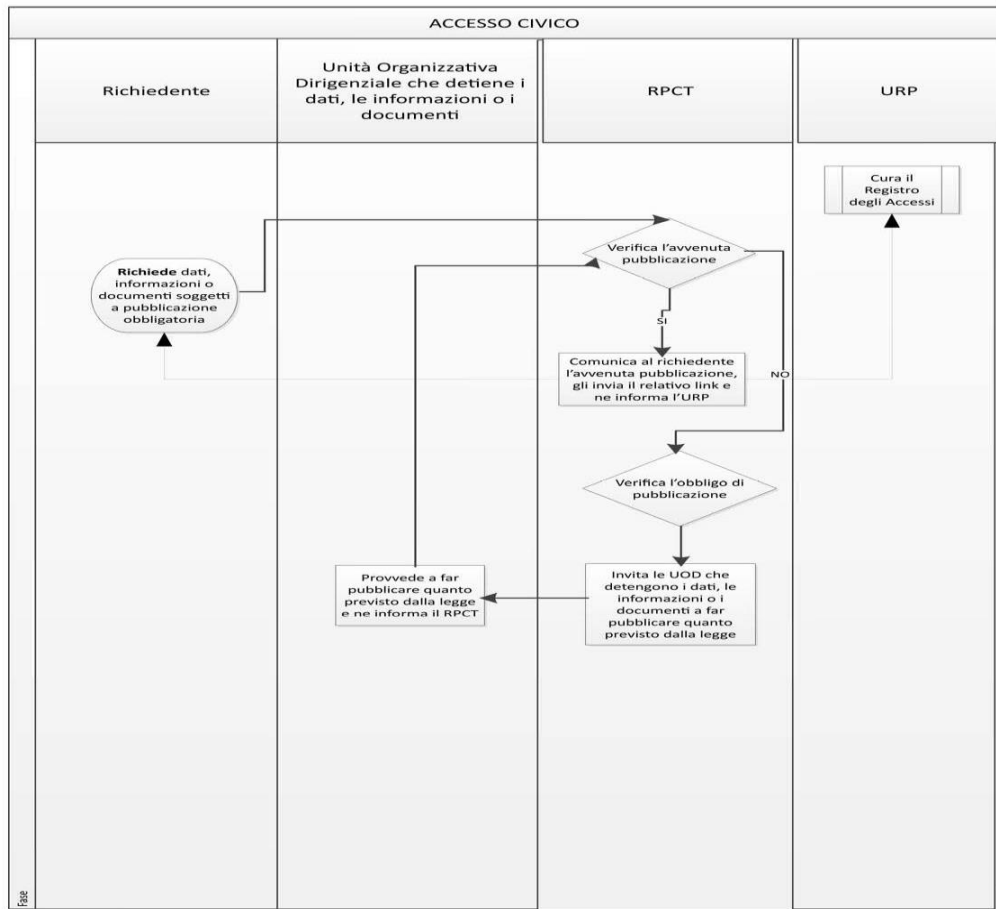 ACCESSO CIVICO
Richiedente
Unità Organizzativa
Dirigenziale che detiene i
dati, le informazioni o i
documenti
RPCT
URP
Cura il
Registro
degli Accessi
Verifica l'avvenuta
pubblicazione
Richiede dati,
informazioni o
documenti soggetti
a pubblicazione
obbligatoria
SI
Comunica al richiedente
l'avvenuta pubblicazione,
gli invia il relativo link e
ne informa l'URP
NO
Verifica l'obbligo di
pubblicazione
Provvede a far
pubblicare quanto
previsto dalla legge
e ne informa il RPCT
Invita le UOD che
detengono i dati, le
informazioni o i
documenti a far
pubblicare quanto
previsto dalla legge
Fase